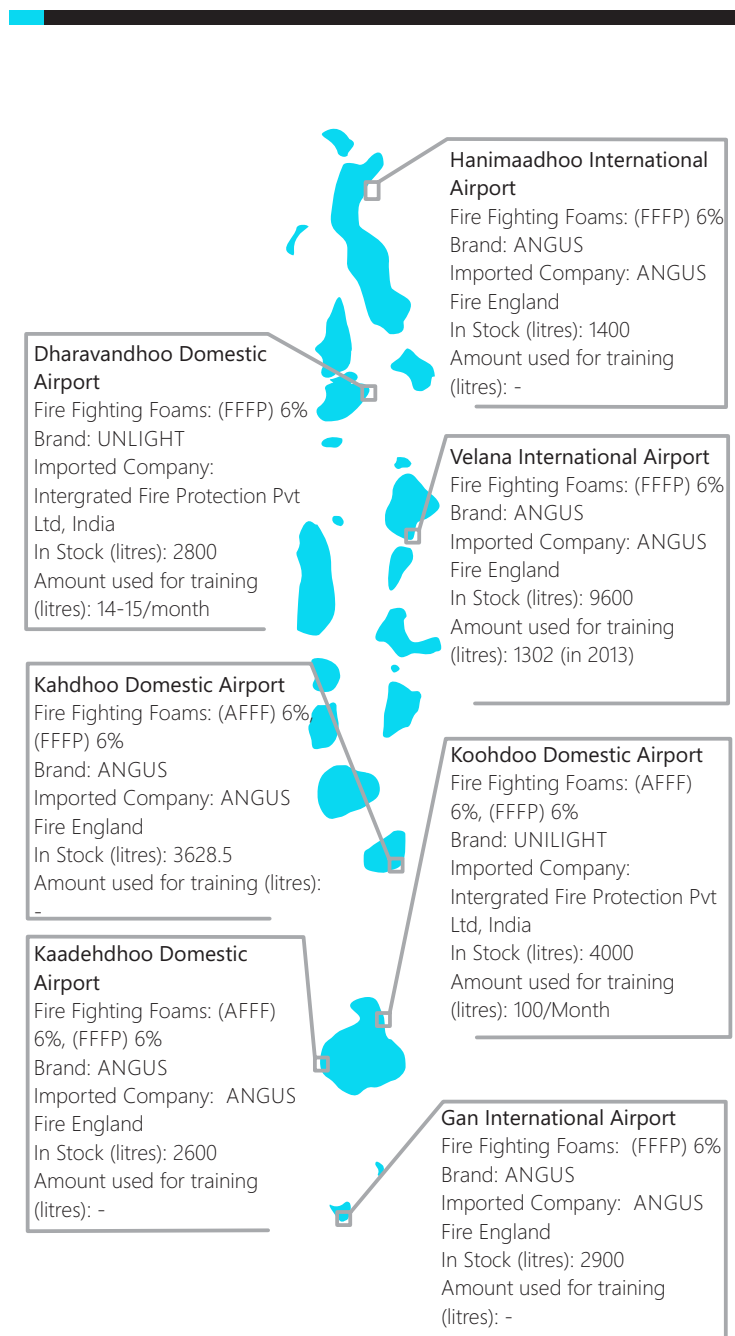 Hanimaadhoo International
Airport
Fire Fighting Foams: (FFFP) 6%
Brand: ANGUS
Imported Company: ANGUS
Fire England
In Stock (litres): 1400
Amount used for training
(litres): -
Dharavandhoo Domestic
Airport
Fire Fighting Foams: (FFFP) 6%
Brand: UNLIGHT
Imported Company:
Intergrated Fire Protection Pvt
Ltd, India
In Stock (litres): 2800
Amount used for training
(litres): 14-15/month
Velana International Airport
Fire Fighting Foams: (FFFP) 6%
Brand: ANGUS
Imported Company: ANGUS
Fire England
In Stock (litres): 9600
Amount used for training
(litres): 1302 (in 2013)
Kahdhoo Domestic Airport
Fire Fighting Foams: (AFFF) 6%,
(FFFP) 6%
Brand: ANGUS
Imported Company: ANGUS
Fire England
In Stock (litres): 3628.5
Amount used for training (litres):
-
Koohdoo Domestic Airport
Fire Fighting Foams: (AFFF)
6%, (FFFP) 6%
Brand: UNILIGHT
Imported Company:
Intergrated Fire Protection Pvt
Ltd, India
In Stock (litres): 4000
Amount used for training
(litres): 100/Month
Kaadehdhoo Domestic
Airport
Fire Fighting Foams: (AFFF)
6%, (FFFP) 6%
Brand: ANGUS
Imported Company: ANGUS
Fire England
In Stock (litres): 2600
Amount used for training
(litres): -
Gan International Airport
Fire Fighting Foams: (FFFP) 6%
Brand: ANGUS
Imported Company: ANGUS
Fire England
In Stock (litres): 2900
Amount used for training
(litres): -